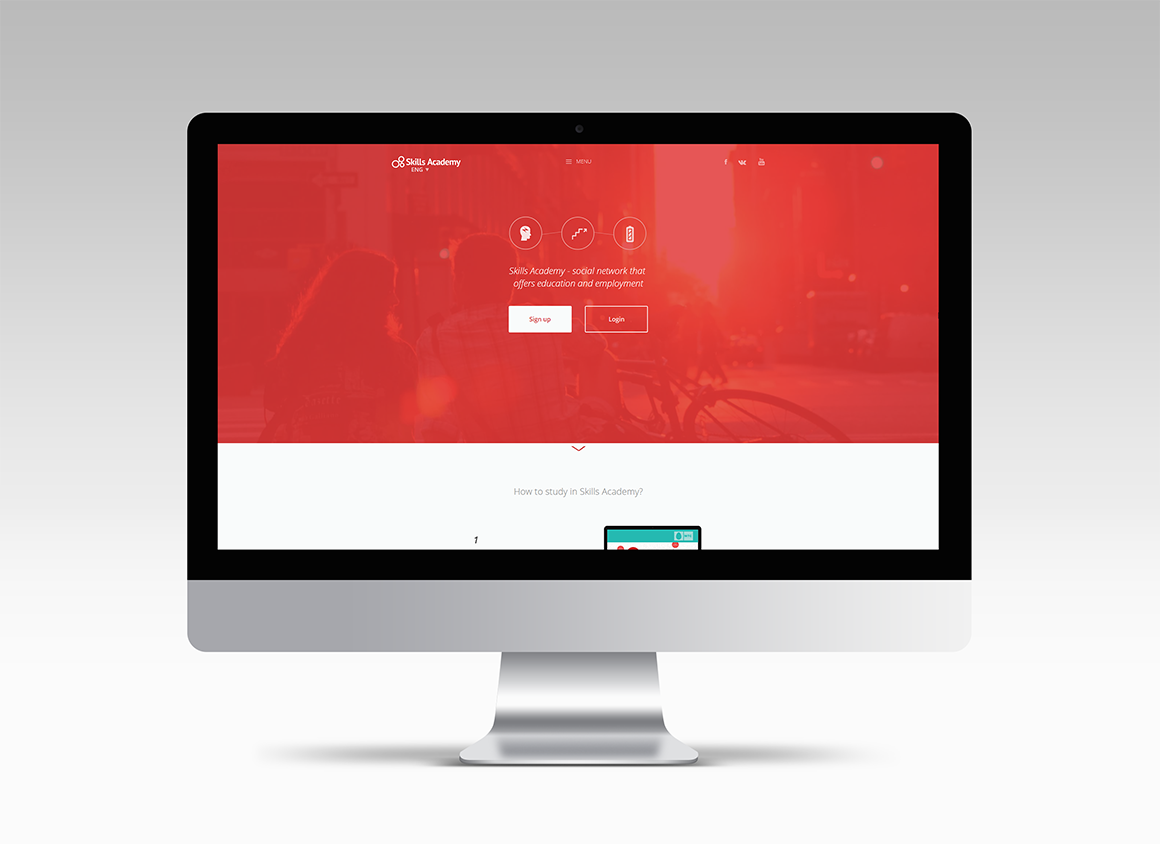 Skills Academy
ENG
MENU
Skills Academy - social network that
offers education and employment
Sign up
Login
How to study in Skills Academy?
1